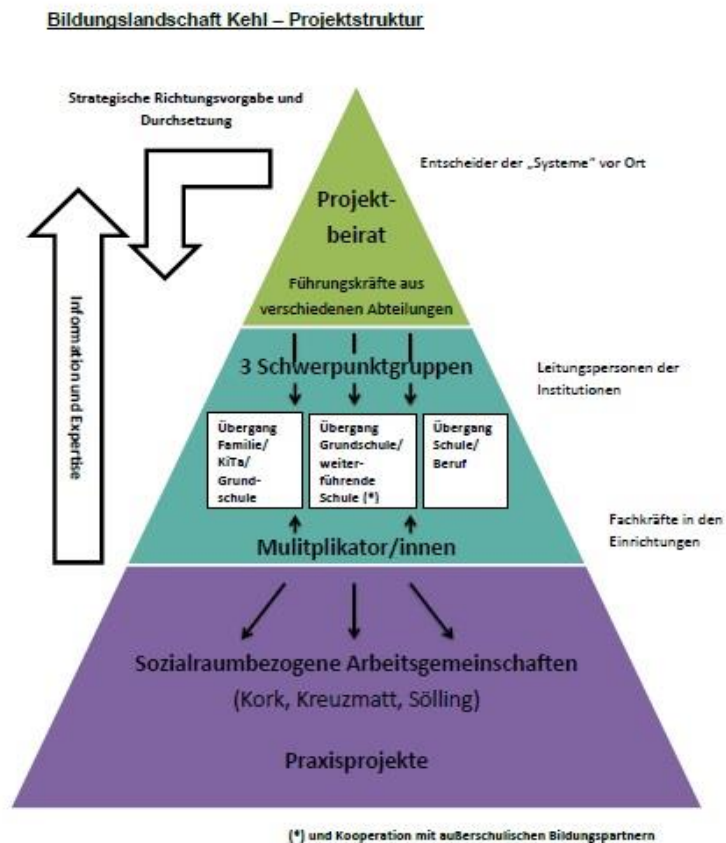 Bildungslandschaft Kehl – Projektstruktur
Strategische Richtungsvorgabe und
Durchsetzung
Entscheider der „Systeme" vor Ort
Projekt-
beirat
Führungskräfte aus
verschiedenen Abteilungen
Information und Expertise
3 Schwerpunktgruppen
Leitungspersonen der
Institutionen
Übergang
Familie/
KiTa/
Grund-
schule
Übergang
Grundschule/
weiter-
führende
Schule (*)
Übergang
Schule/
Beruf
Fachkräfte in den
Einrichtungen
Mulitplikator/innen
Sozialraumbezogene Arbeitsgemeinschaften
(Kork, Kreuzmatt, Sölling)
Praxisprojekte
(*) und Kooperation mit außerschulischen Bildungspartnern